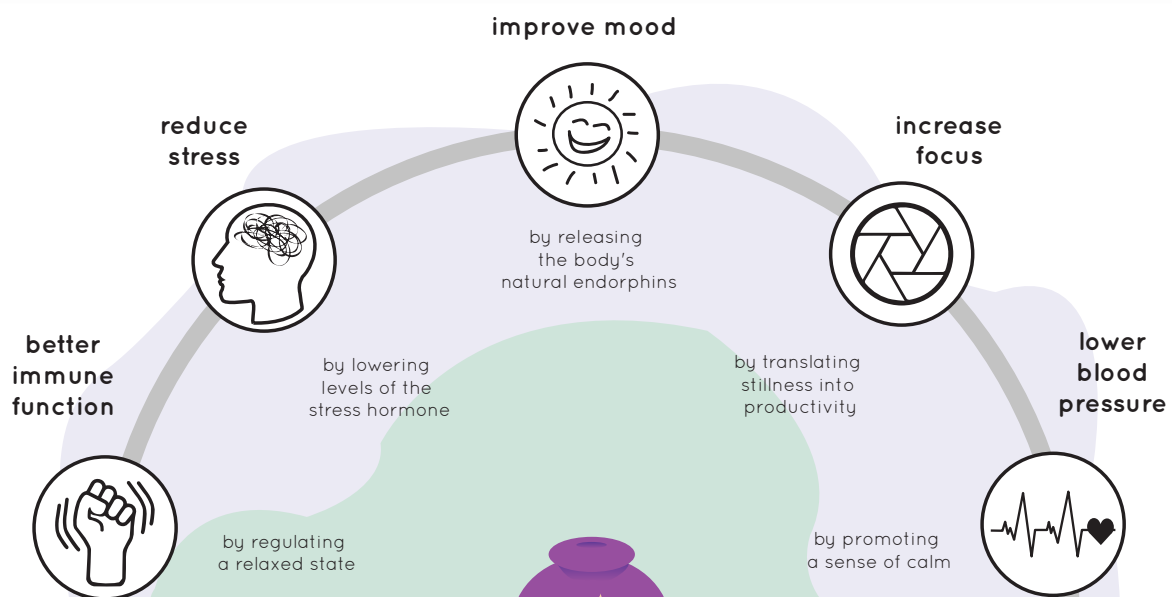 improve mood
reduce
stress
increase
focus
by releasing
the body's
natural endorphins
better
immune
function
lower
blood
pressure
by lowering
levels of the
stress hormone
by translating
stillness into
productivity
by regulating
a relaxed state
by promoting
a sense of calm